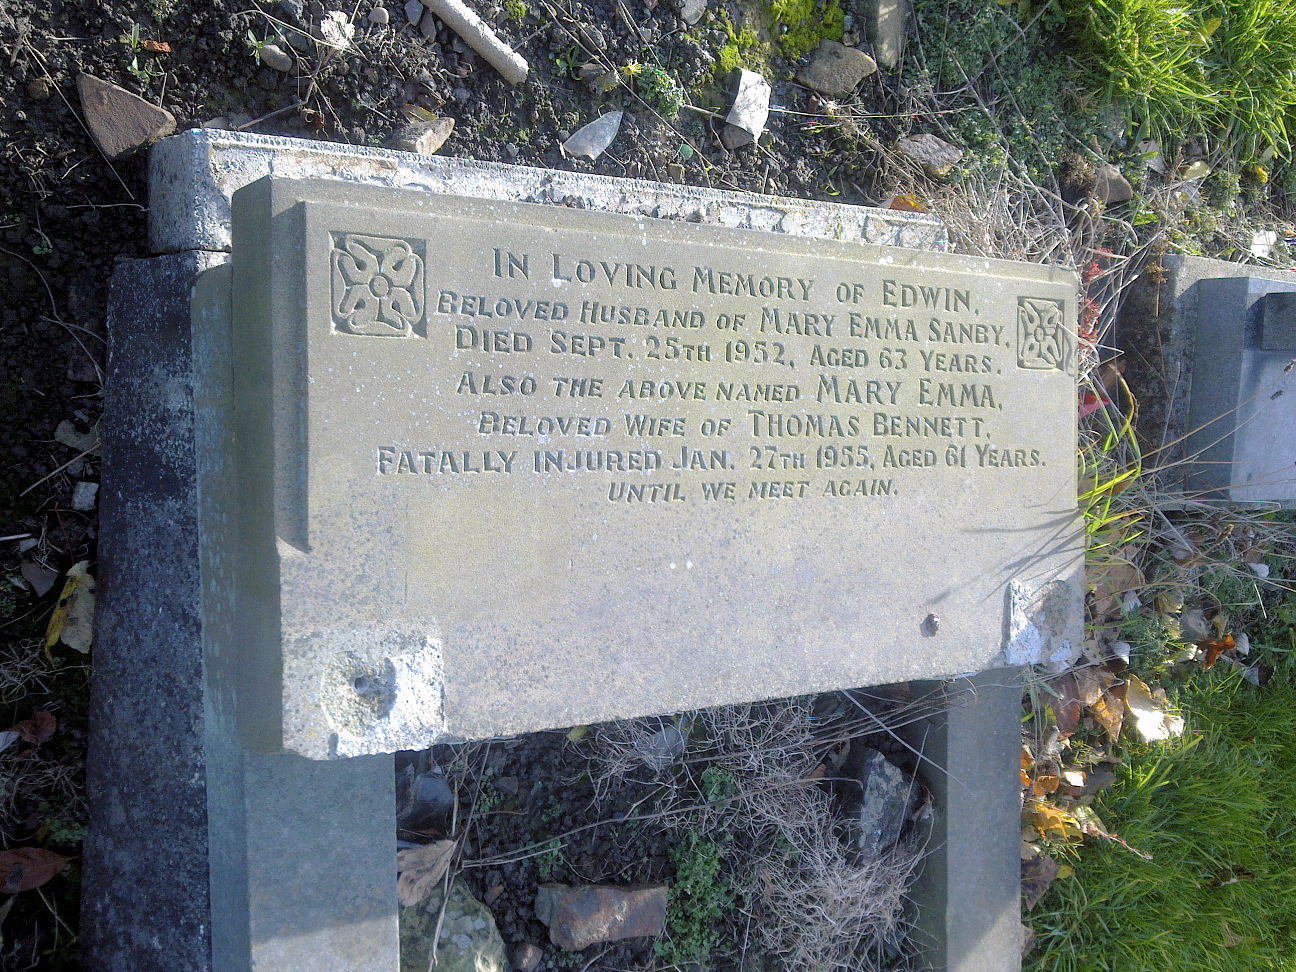 IN LOVING MEMORY OF EDWIN,
BELOVED HUSBAND OF MARY EMMA SANBY,
DIED SEPT. 25TH 1952, AGED 63 YEARS.
ALSO THE ABOVE NAMED MARY EMMA,
BELOVED WIFE OF THOMAS BENNETT,
FATALLY INJURED JAN. 27TH 1955, AGED 61 YEARS.
UNTIL WE MEET AGAIN.